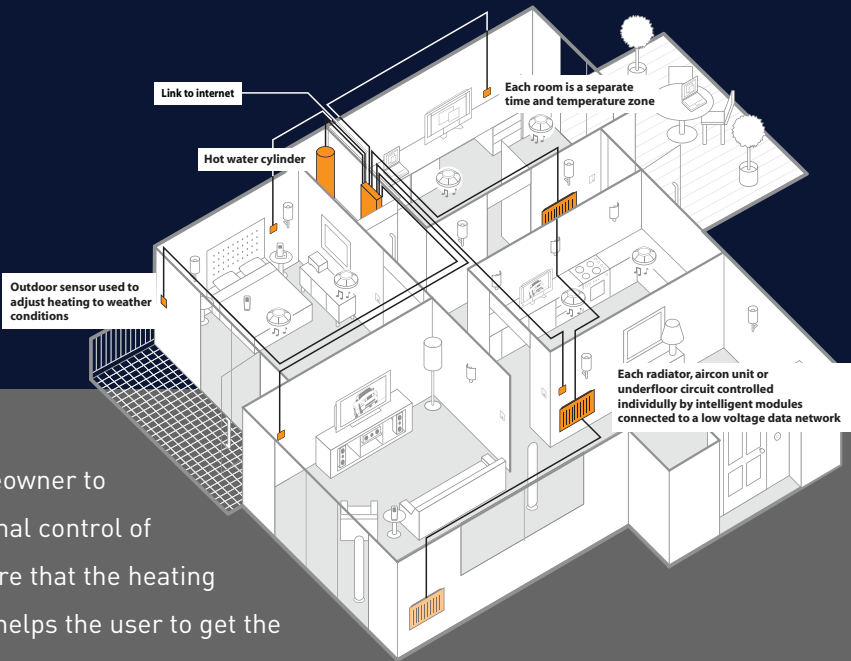 Link to internet
Each room is a separate
time and temperature zone
Hot water cylinder
Outdoor sensor used to
adjust heating to weather
conditions
Each radiator, aircon unit or
underfloor circuit controlled
individully by intelligent modules
connected to a low voltage data network
owner to
nal control of
re that the heating
helps the user to get the